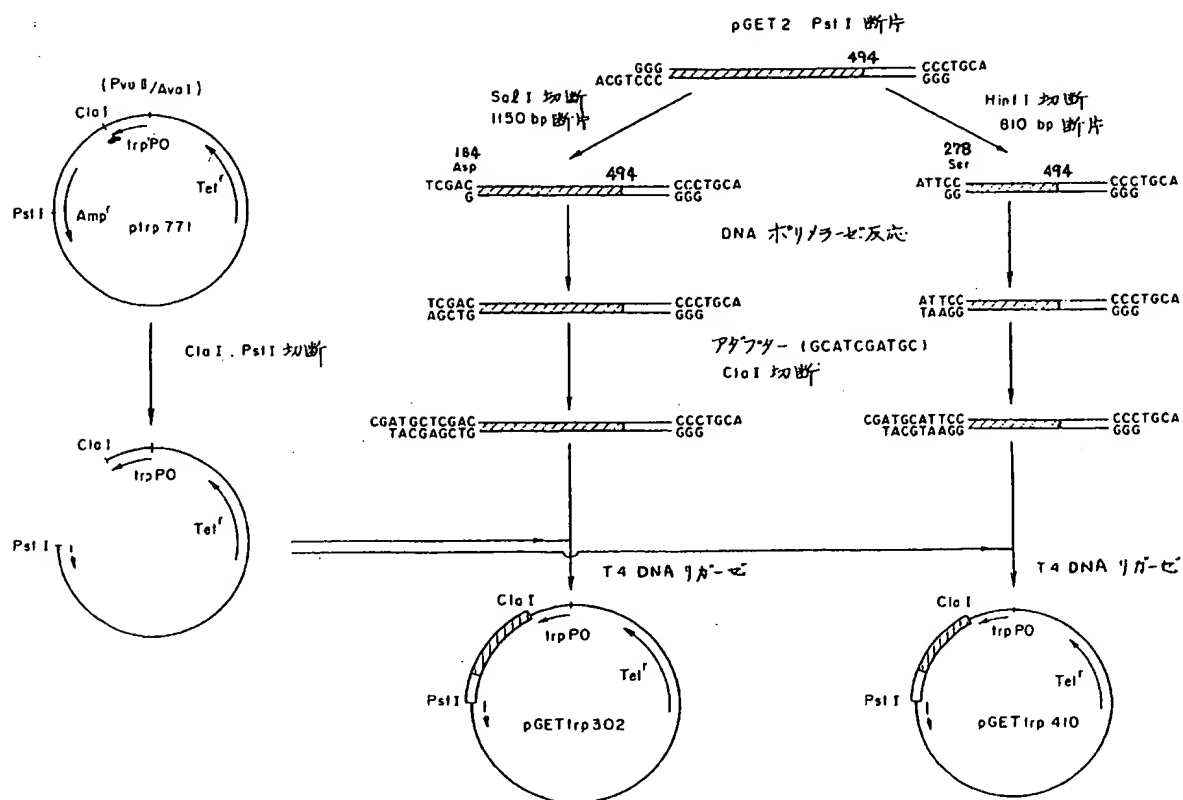 pGET2 PstI 断片
494
GGG
ACGTCCC
CCCTGCA
GGG
(PvuⅡ/AvaI)
ClaI
trpPO
Tetʳ
PstI
Ampʳ
ptrp 771
SalI 切断
1150 bp 断片
HinfI 切断
810 bp 断片
184
Asp
494
TCGAC
G
CCCTGCA
GGG
278
Ser
494
ATTCC
GG
CCCTGCA
GGG
DNA ポリメラーゼ反応
TCGAC
AGCTG
CCCTGCA
GGG
ATTCC
TAAGG
CCCTGCA
GGG
ClaI, PstI 切断
アダプター (GCATCGATGC)
ClaI 切断
CGATGCTCGAC
TACGAGCTG
CCCTGCA
GGG
CGATGCATTCC
TACGTAAGG
CCCTGCA
GGG
ClaI
trpPO
Tetʳ
PstI
T4 DNA リガーゼ
T4 DNA リガーゼ
ClaI
trpPO
Tetʳ
PstI
pGETtrp302
ClaI
trpPO
Tetʳ
PstI
pGETtrp 410